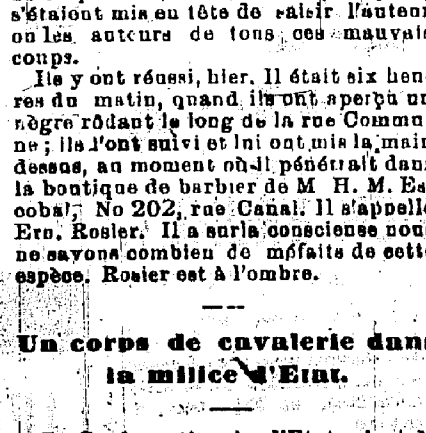 s'étaient mis en tête de saisir l'auteur
ou les auteurs de tous ces mauvais
coups.
Ils y ont réussi, hier. Il était six heu-
res du matin, quand ils ont aperçu un
nègre rôdant le long de la rue Commu
ne; ils l'ont suivi et lui ont mis la main
dessus, au moment où il pénétrait dans
la boutique de barbier de M H. M. Es
cobal, No 202, rue Canal. Il s'appelle
Ern. Rosier. Il a sur la conscience nous
ne savons combien de méfaits de cette
espèce. Rosier est à l'ombre.
Un corps de cavalerie dans
la milice d'Etat.